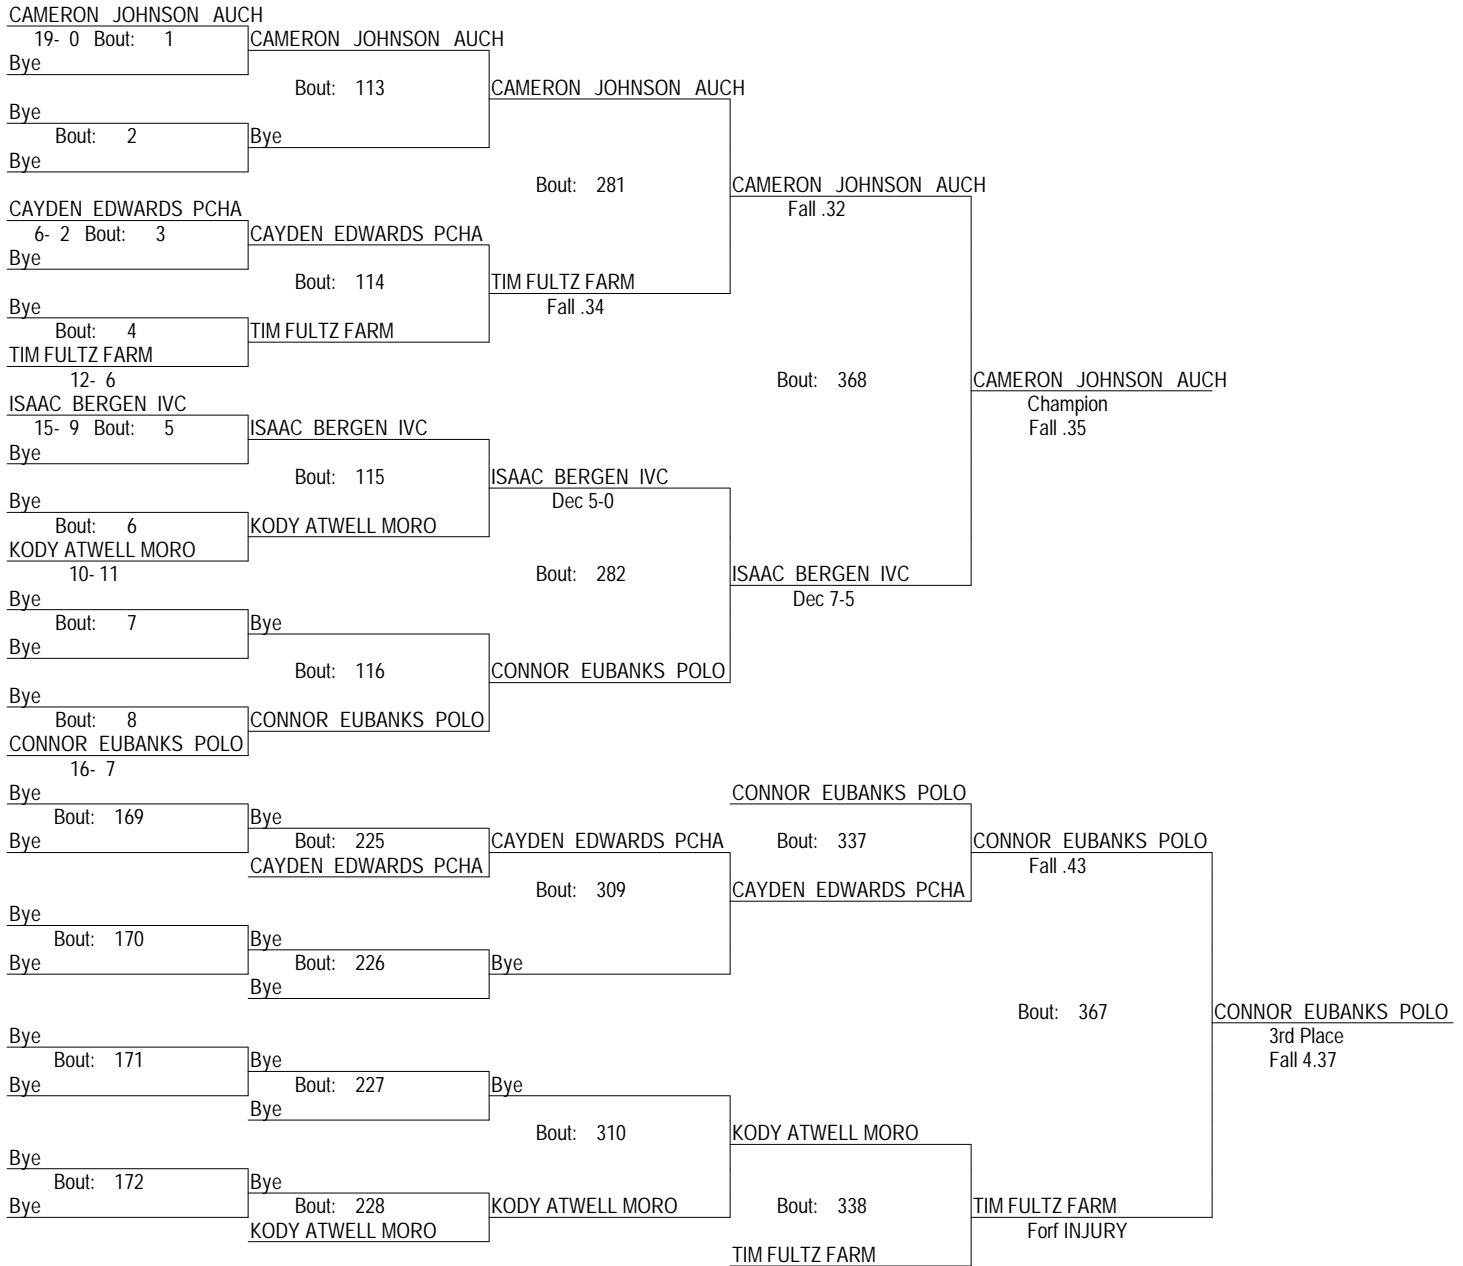 CAMERON JOHNSON AUCH
19- 0 Bout: 1 CAMERON JOHNSON AUCH
Bye
Bout: 113 CAMERON JOHNSON AUCH
Bye
Bout: 2 Bye
Bye
Bout: 281 CAMERON JOHNSON AUCH
Fall .32
CAYDEN EDWARDS PCHA
6- 2 Bout: 3 CAYDEN EDWARDS PCHA
Bye
Bout: 114 TIM FULTZ FARM
Bye Fall .34
Bout: 4 TIM FULTZ FARM
TIM FULTZ FARM
12- 6 Bout: 368 CAMERON JOHNSON AUCH
ISAAC BERGEN IVC Champion
15- 9 Bout: 5 ISAAC BERGEN IVC Fall .35
Bye
Bout: 115 ISAAC BERGEN IVC
Bye Dec 5-0
Bout: 6 KODY ATWELL MORO
KODY ATWELL MORO
10- 11 Bout: 282 ISAAC BERGEN IVC
Bye Dec 7-5
Bout: 7 Bye
Bye
Bout: 116 CONNOR EUBANKS POLO
Bye
Bout: 8 CONNOR EUBANKS POLO
CONNOR EUBANKS POLO
16- 7
Bye CONNOR EUBANKS POLO
Bout: 169 Bye
Bye Bout: 225 CAYDEN EDWARDS PCHA Bout: 337 CONNOR EUBANKS POLO
CAYDEN EDWARDS PCHA Fall .43
Bout: 309 CAYDEN EDWARDS PCHA
Bye
Bout: 170 Bye
Bye Bout: 226 Bye
Bye
Bout: 367 CONNOR EUBANKS POLO
Bye 3rd Place
Bout: 171 Bye Fall 4.37
Bye Bout: 227 Bye
Bye
Bout: 310 KODY ATWELL MORO
Bye
Bout: 172 Bye
Bye Bout: 228 KODY ATWELL MORO Bout: 338 TIM FULTZ FARM
KODY ATWELL MORO Forf INJURY
TIM FULTZ FARM